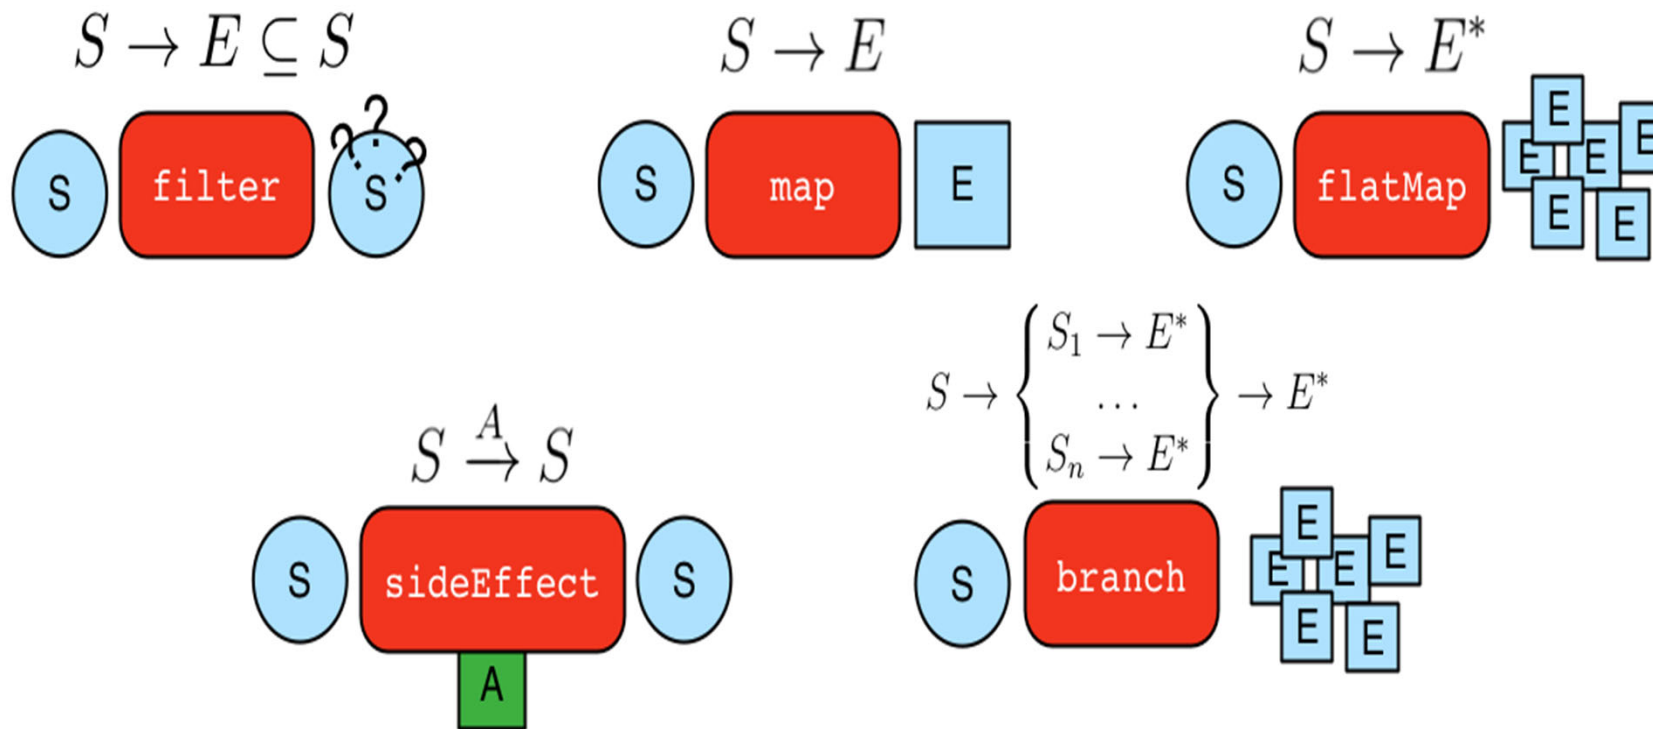 S → E ⊆ S
S → E
S → E*
S filter ? ? ? S
S map E
S flatMap E E E E E E
S → { S₁ → E* … Sₙ → E* } → E*
S →ᴬ S
S sideEffect S
A
S branch E E E E E E